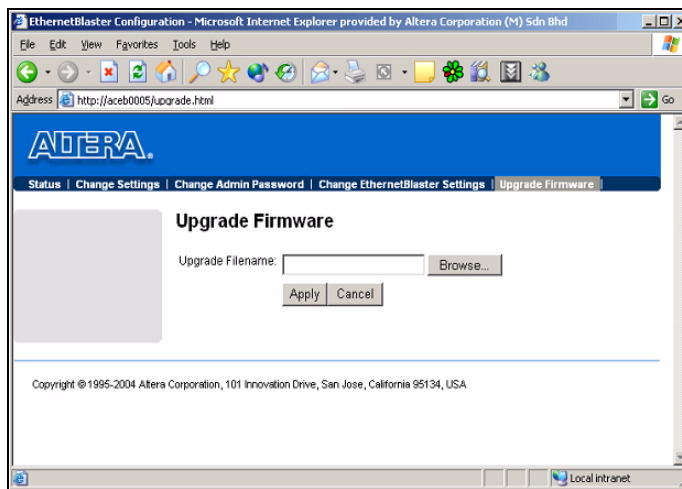 EthernetBlaster Configuration - Microsoft Internet Explorer provided by Altera Corporation (M) Sdn Bhd
File Edit View Favorites Tools Help
Address http://aceb0005/upgrade.html Go
ALTERA.
Status | Change Settings | Change Admin Password | Change EthernetBlaster Settings | Upgrade Firmware |
Upgrade Firmware
Upgrade Filename: Browse...
Apply Cancel
Copyright © 1995-2004 Altera Corporation, 101 Innovation Drive, San Jose, California 95134, USA
Local intranet